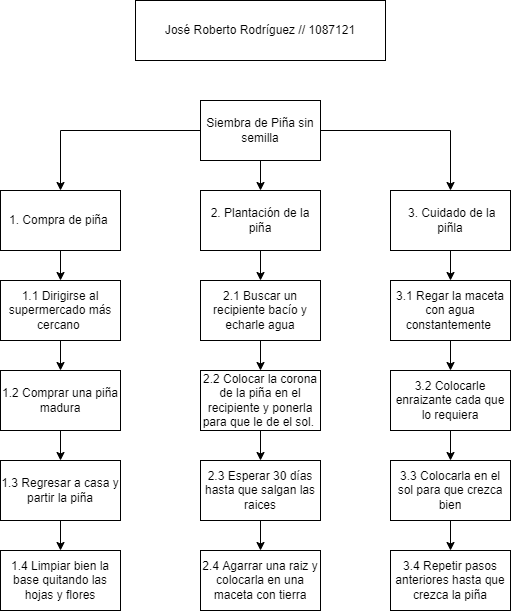 José Roberto Rodríguez // 1087121
Siembra de Piña sin
semilla
1. Compra de piña
2. Plantación de la
piña
3. Cuidado de la
piñla
1.1 Dirigirse al
supermercado más
cercano
2.1 Buscar un
recipiente bacío y
echarle agua
3.1 Regar la maceta
con agua
constantemente
1.2 Comprar una piña
madura
2.2 Colocar la corona
de la piña en el
recipiente y ponerla
para que le de el sol.
3.2 Colocarle
enraizante cada que
lo requiera
1.3 Regresar a casa y
partir la piña
2.3 Esperar 30 días
hasta que salgan las
raices
3.3 Colocarla en el
sol para que crezca
bien
1.4 Limpiar bien la
base quitando las
hojas y flores
2.4 Agarrar una raiz y
colocarla en una
maceta con tierra
3.4 Repetir pasos
anteriores hasta que
crezca la piña